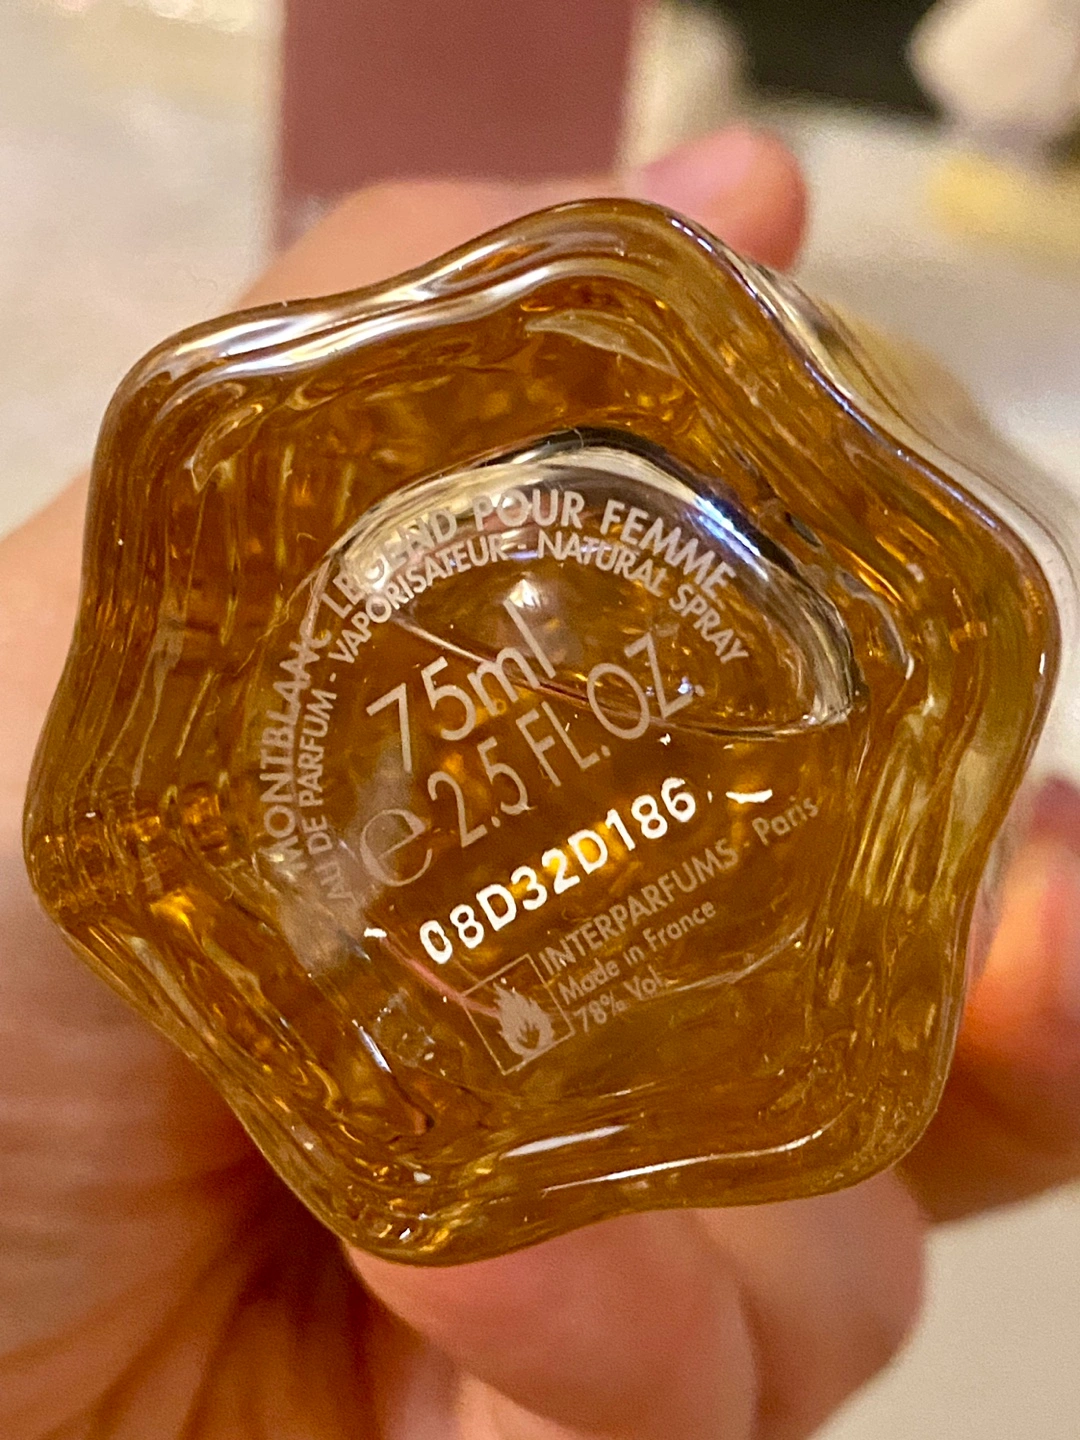 MONTBLANC LEGEND POUR FEMME
EAU DE PARFUM - VAPORISATEUR - NATURAL SPRAY
75ml
e 2.5 FL.OZ.
08D32D186
INTERPARFUMS - Paris
Made in France
78% Vol.